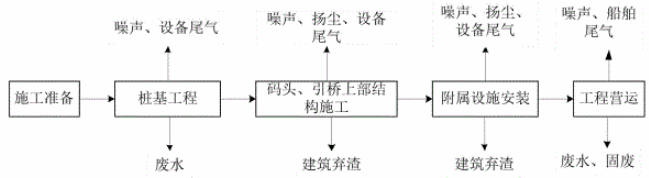 噪声、设备尾气
噪声、扬尘、设备
尾气
噪声、扬尘、
设备尾气
噪声、船舶
尾气
施工准备
桩基工程
码头、引桥上部结
构施工
附属设施安装
工程营运
废水
建筑弃渣
建筑弃渣
废水、固废